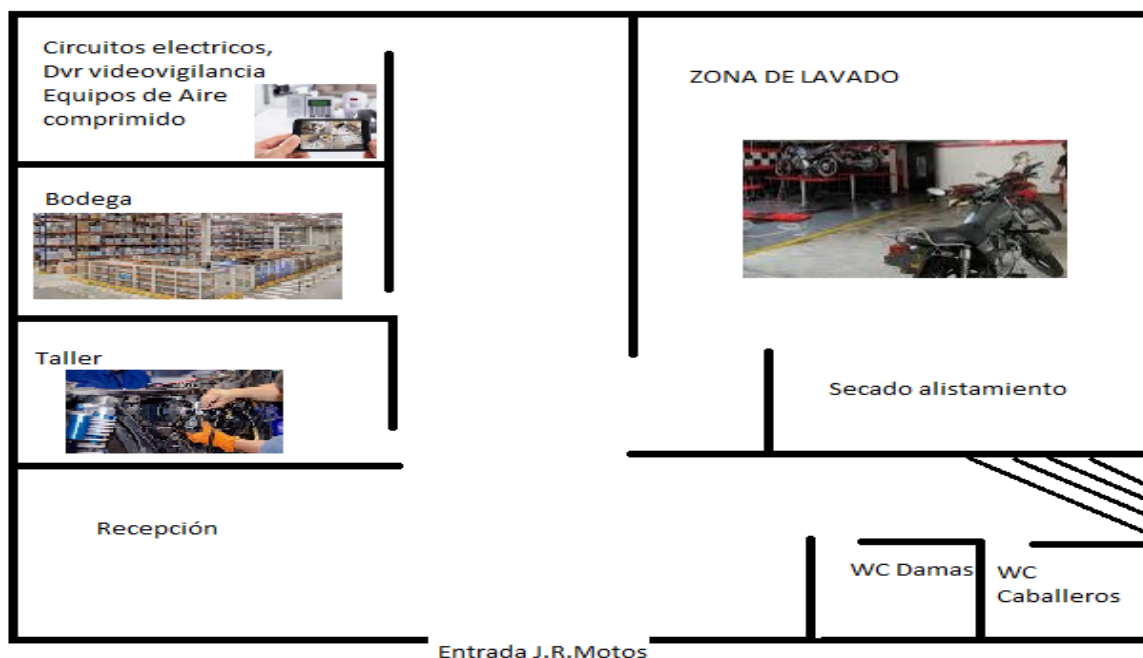 Circuitos electricos,
Dvr videovigilancia
Equipos de Aire
comprimido
ZONA DE LAVADO
Bodega
Taller
Secado alistamiento
Recepción
WC Damas
WC
Caballeros
Entrada J.R.Motos